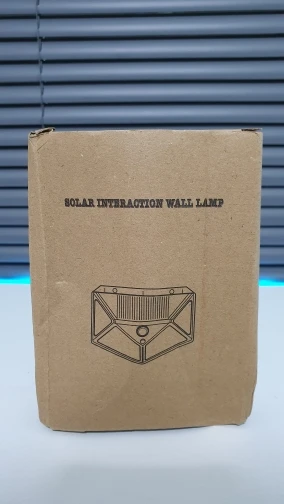 SOLAR INTERACTION WALL LAMP